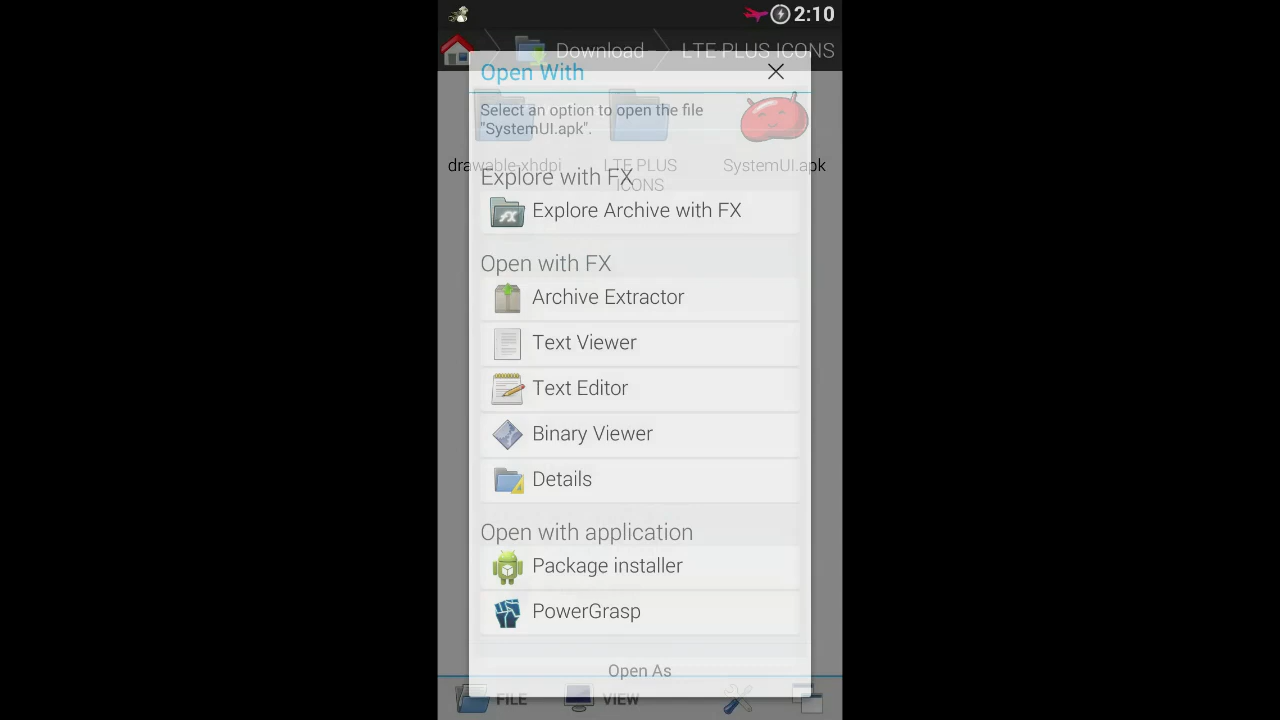 2:10
Download
LTE PLUS ICONS
Open With
Select an option to open the file
"SystemUI.apk".
drawable-xhdpi
LTE PLUS
ICONS
SystemUI.apk
Explore with FX
Explore Archive with FX
Open with FX
Archive Extractor
Text Viewer
Text Editor
Binary Viewer
Details
Open with application
Package installer
PowerGrasp
Open As
FILE
VIEW